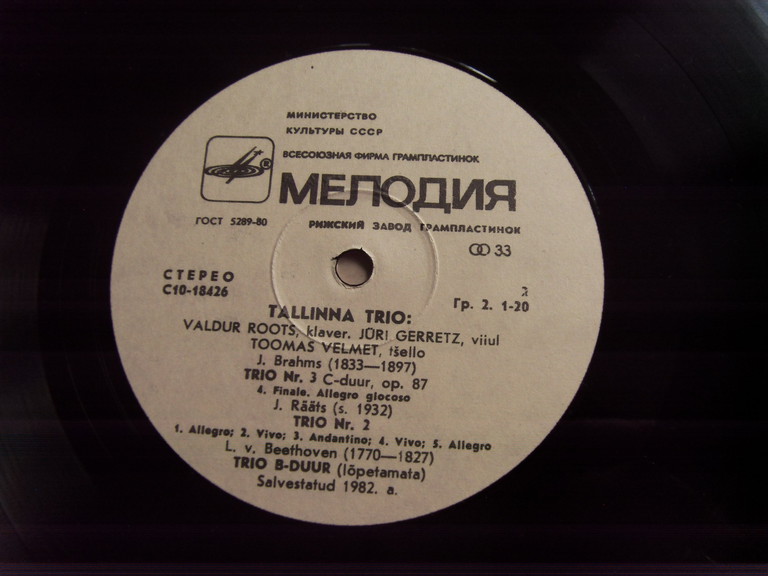 МИНИСТЕРСТВО
КУЛЬТУРЫ СССР
ВСЕСОЮЗНАЯ ФИРМА ГРАМПЛАСТИНОК
® МЕЛОДИЯ
ГОСТ 5289-80
РИЖСКИЙ ЗАВОД ГРАМПЛАСТИНОК
33
СТЕРЕО
С10-18426
2
Гр. 2. 1-20
TALLINNA TRIO:
VALDUR ROOTS, klaver. JÜRI GERRETZ, viiul
TOOMAS VELMET, tšello
J. Brahms (1833—1897)
TRIO Nr. 3 C-duur, op. 87
4. Finale. Allegro giocoso
J. Rääts (s. 1932)
TRIO Nr. 2
1. Allegro; 2. Vivo; 3. Andantino; 4. Vivo; 5. Allegro
L. v. Beethoven (1770—1827)
TRIO B-DUUR (lõpetamata)
Salvestatud 1982. a.